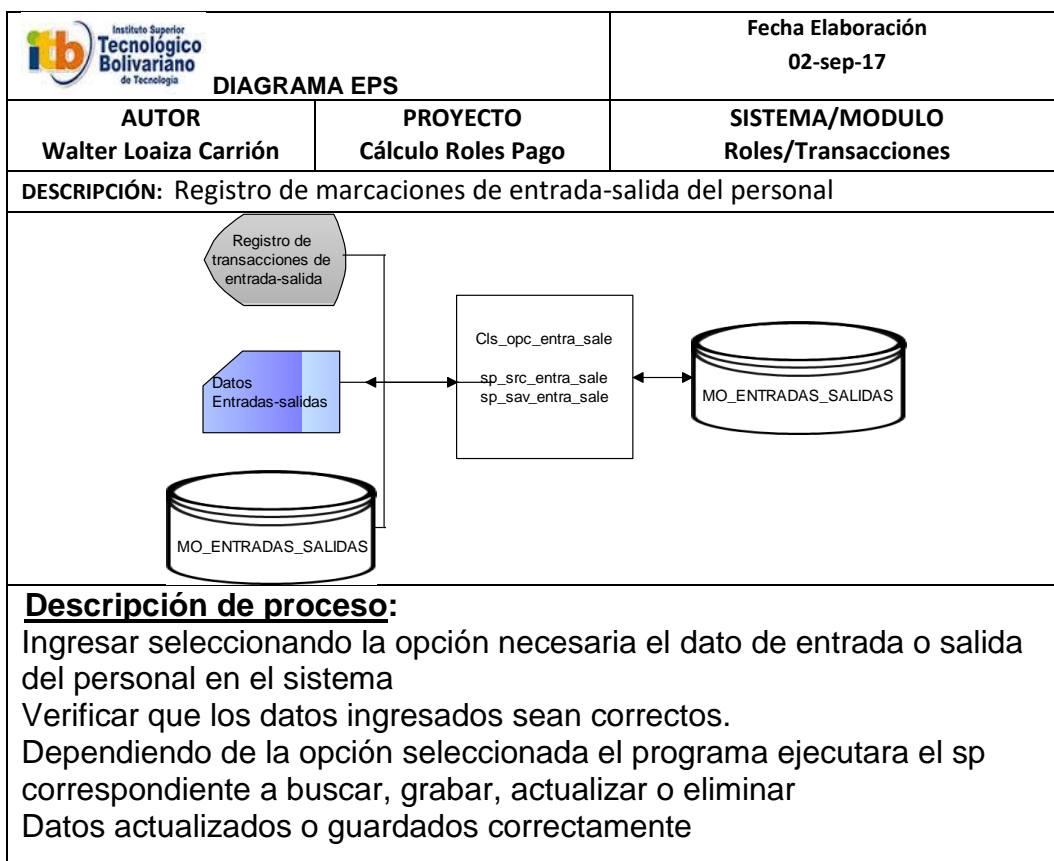 Instituto Superior
Tecnológico
Bolivariano
de Tecnología
itb
DIAGRAMA EPS
Fecha Elaboración
02-sep-17
AUTOR
Walter Loaiza Carrión
PROYECTO
Cálculo Roles Pago
SISTEMA/MODULO
Roles/Transacciones
DESCRIPCIÓN: Registro de marcaciones de entrada-salida del personal
Registro de
transacciones de
entrada-salida
Datos
Entradas-salidas
MO_ENTRADAS_SALIDAS
Cls_opc_entra_sale
sp_src_entra_sale
sp_sav_entra_sale
MO_ENTRADAS_SALIDAS
Descripción de proceso:
Ingresar seleccionando la opción necesaria el dato de entrada o salida
del personal en el sistema
Verificar que los datos ingresados sean correctos.
Dependiendo de la opción seleccionada el programa ejecutara el sp
correspondiente a buscar, grabar, actualizar o eliminar
Datos actualizados o guardados correctamente